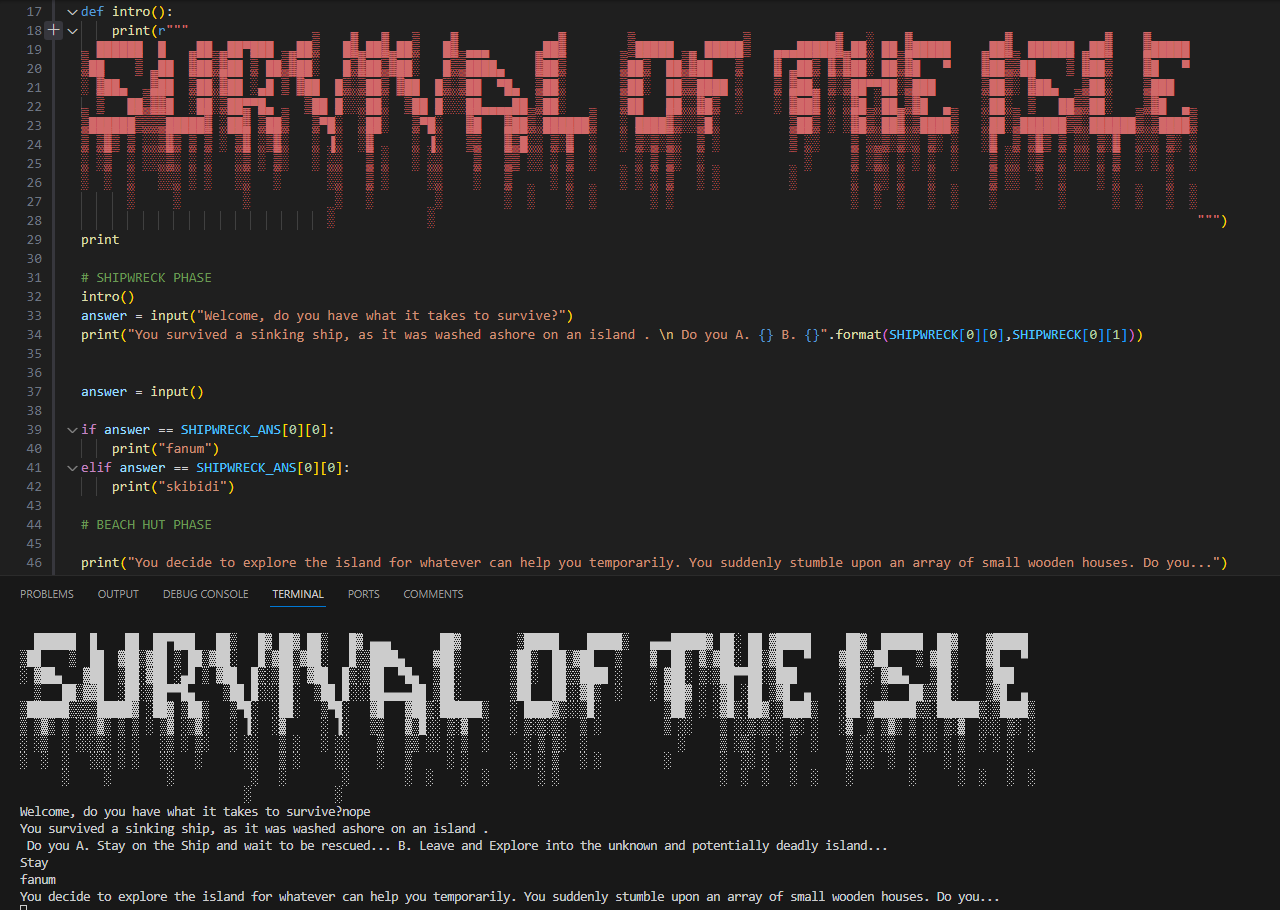 17 def intro():
18 print(r"""
19
20
21
22
23
24
25
26
27
28 """)
29 print
30
31 # SHIPWRECK PHASE
32 intro()
33 answer = input("Welcome, do you have what it takes to survive?")
34 print("You survived a sinking ship, as it was washed ashore on an island . \n Do you A. {} B. {}".format(SHIPWRECK[0][0],SHIPWRECK[0][1]))
35
36
37 answer = input()
38
39 if answer == SHIPWRECK_ANS[0][0]:
40 print("fanum")
41 elif answer == SHIPWRECK_ANS[0][0]:
42 print("skibidi")
43
44 # BEACH HUT PHASE
45
46 print("You decide to explore the island for whatever can help you temporarily. You suddenly stumble upon an array of small wooden houses. Do you...")
PROBLEMS OUTPUT DEBUG CONSOLE TERMINAL PORTS COMMENTS
SURVIVAL OF THE ISLE
Welcome, do you have what it takes to survive?nope
You survived a sinking ship, as it was washed ashore on an island .
Do you A. Stay on the Ship and wait to be rescued... B. Leave and Explore into the unknown and potentially deadly island...
Stay
fanum
You decide to explore the island for whatever can help you temporarily. You suddenly stumble upon an array of small wooden houses. Do you...